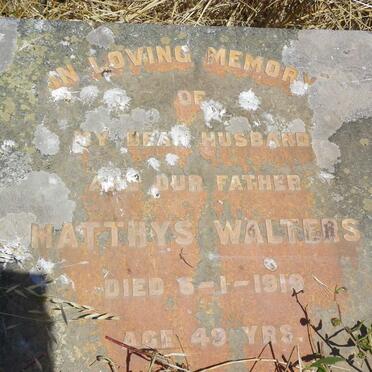 IN LOVING MEMORY
OF
MY DEAR HUSBAND
AND OUR FATHER
MATTHYS WALTERS
DIED 5-1-1919
AGE 49 YRS.